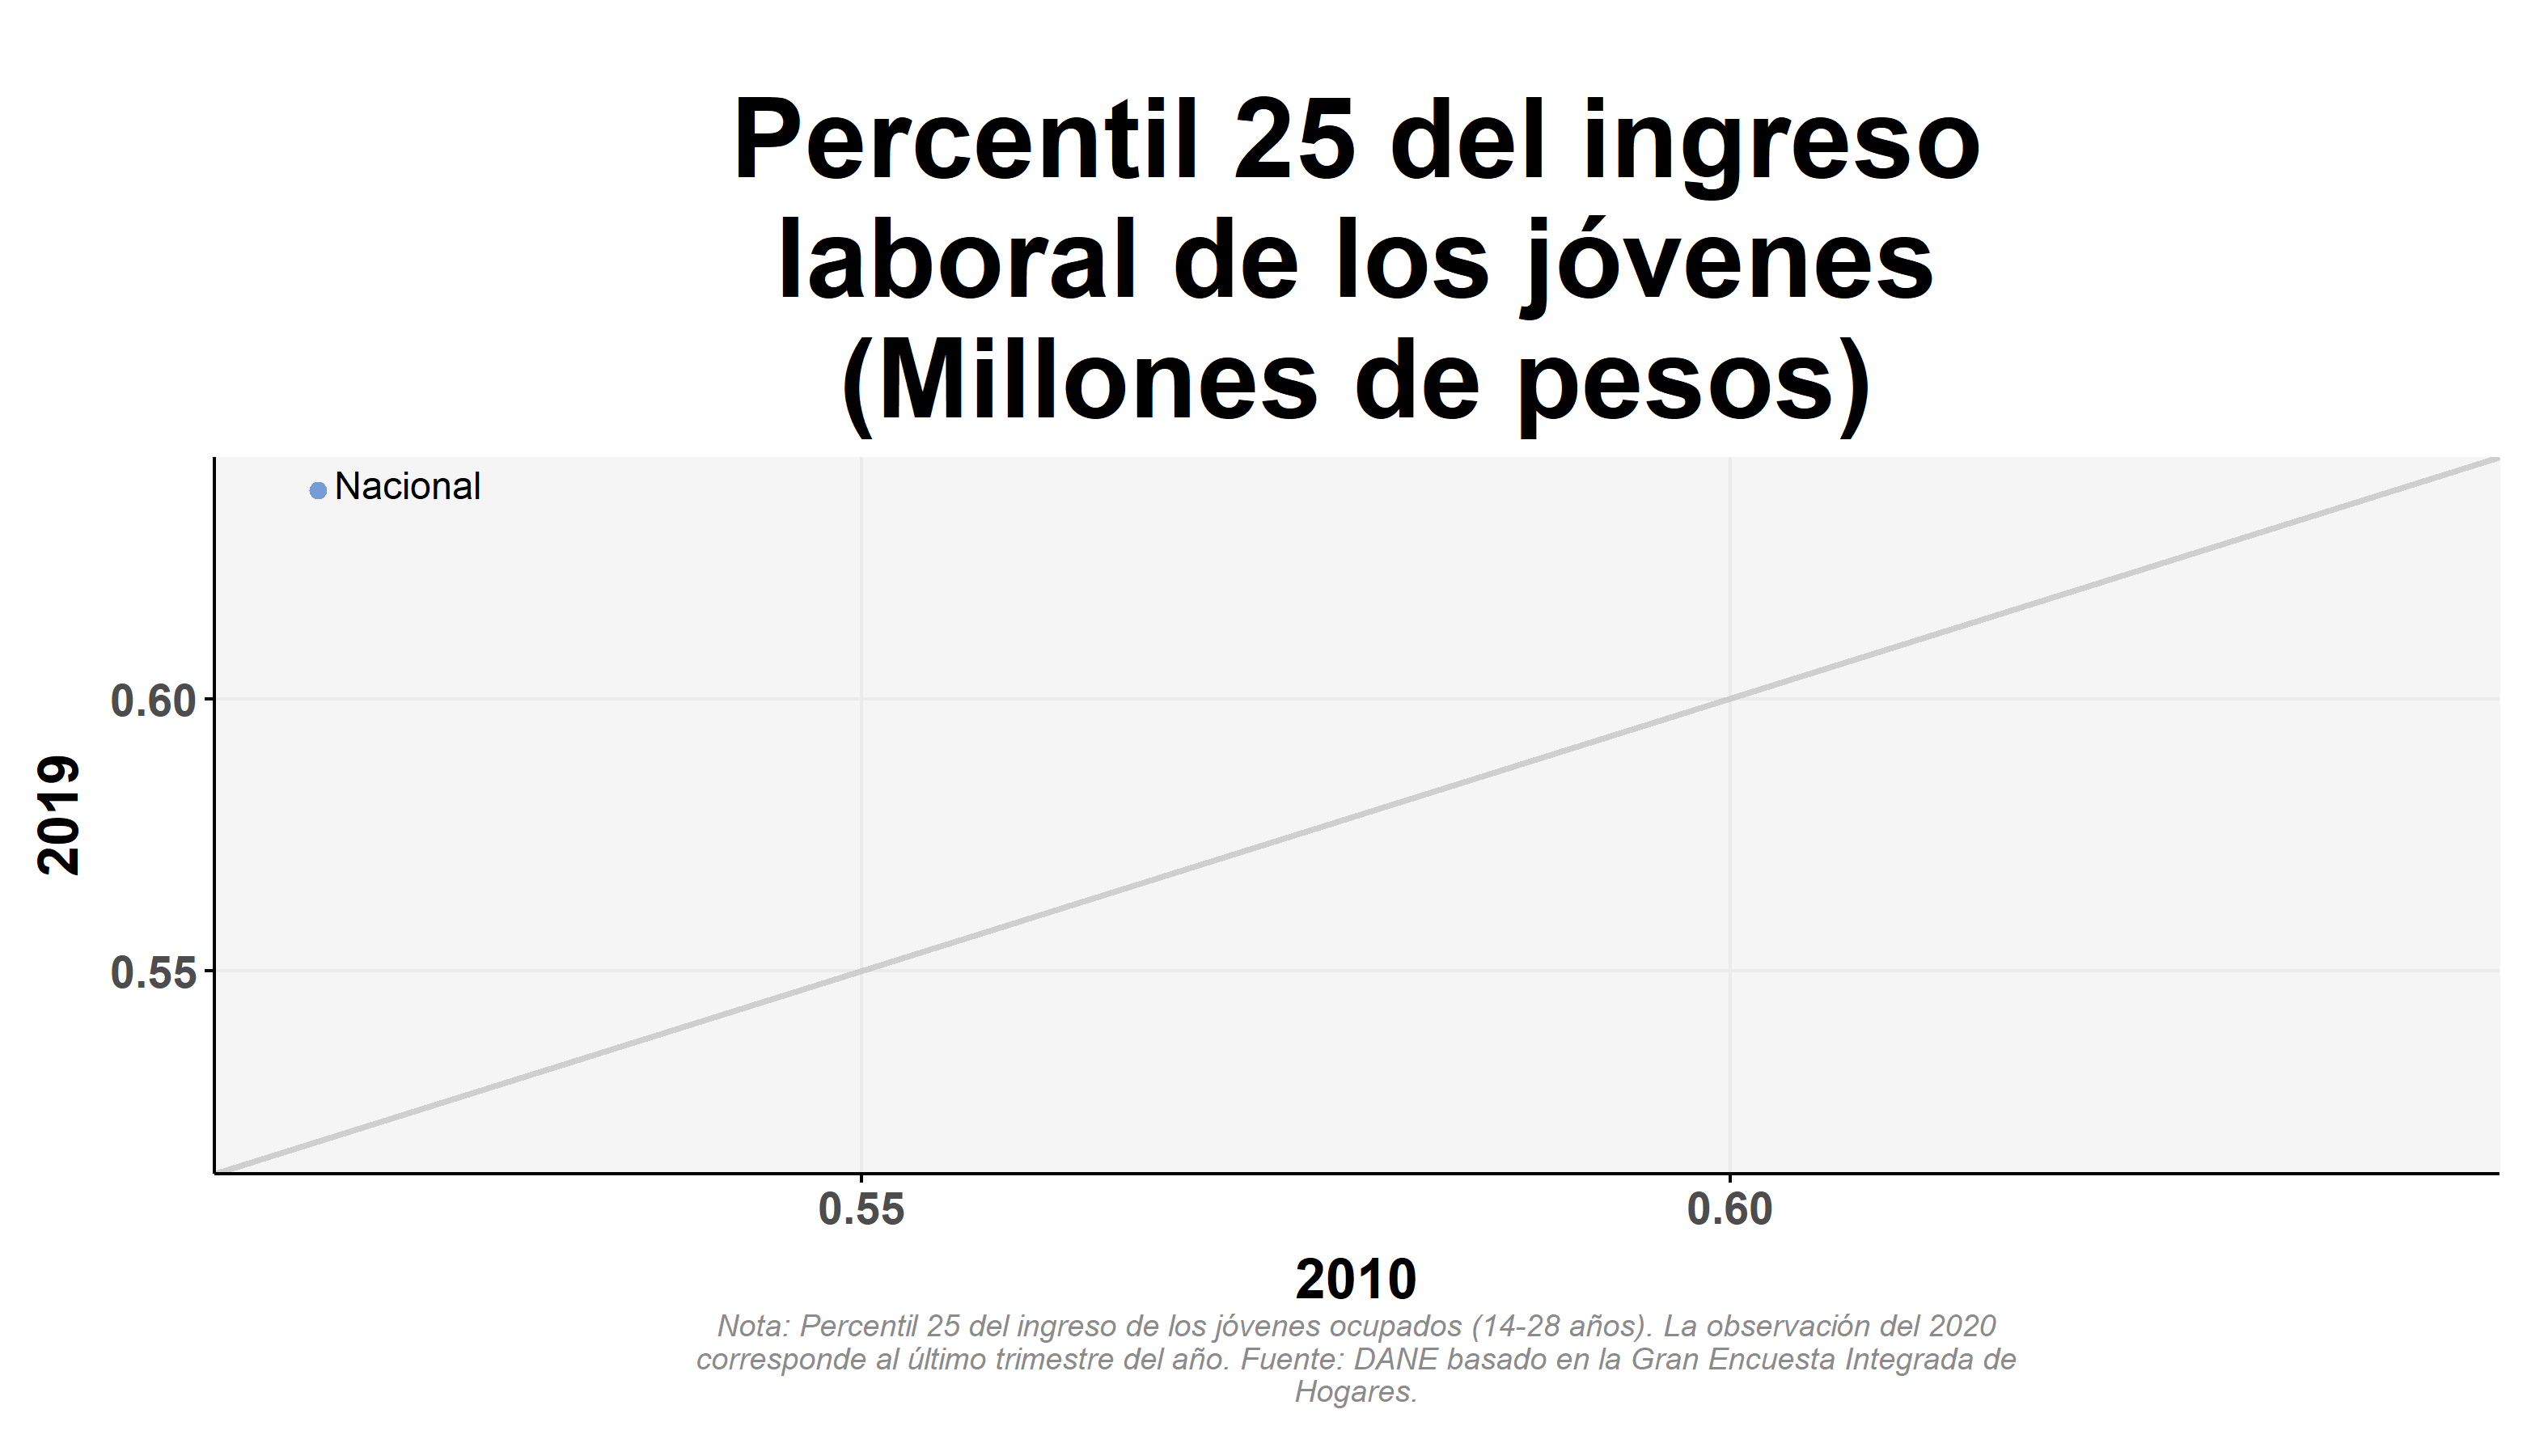 Percentil 25 del ingreso
laboral de los jóvenes
(Millones de pesos)
Nacional
0.60
0.55
2019
0.55
0.60
2010
Nota: Percentil 25 del ingreso de los jóvenes ocupados (14-28 años). La observación del 2020
corresponde al último trimestre del año. Fuente: DANE basado en la Gran Encuesta Integrada de
Hogares.